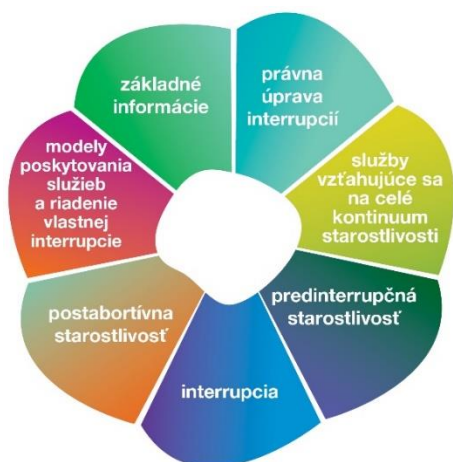 základné
informácie
právna
úprava
interrupcií
služby
vzťahujúce sa
na celé
kontinuum
starostlivosti
predinterrupčná
starostlivosť
interrupcia
postabortívna
starostlivosť
modely
poskytovania
služieb
a riadenie
vlastnej
interrupcie